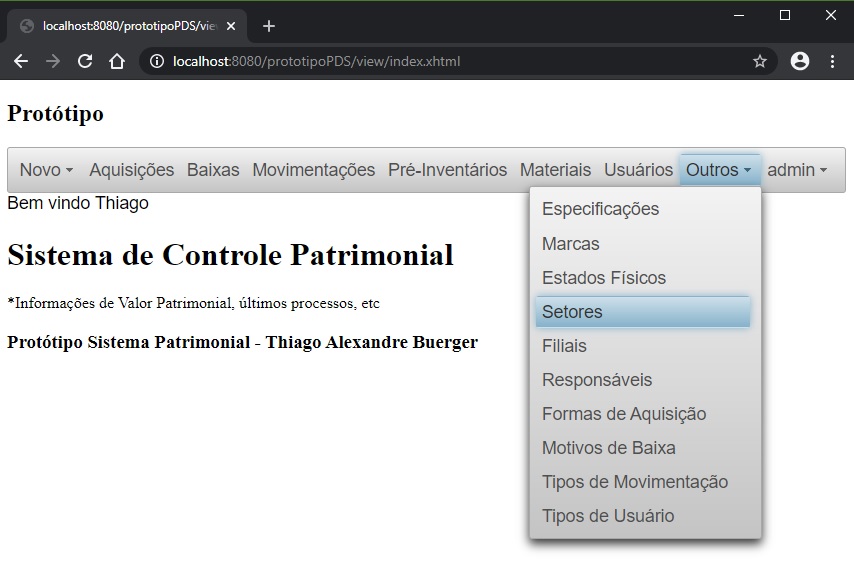 localhost:8080/prototipoPDS/vie
localhost:8080/prototipoPDS/view/index.xhtml
Protótipo
Novo Aquisições Baixas Movimentações Pré-Inventários Materiais Usuários Outros admin
Bem vindo Thiago
Sistema de Controle Patrimonial
*Informações de Valor Patrimonial, últimos processos, etc
Protótipo Sistema Patrimonial - Thiago Alexandre Buerger
Especificações
Marcas
Estados Físicos
Setores
Filiais
Responsáveis
Formas de Aquisição
Motivos de Baixa
Tipos de Movimentação
Tipos de Usuário